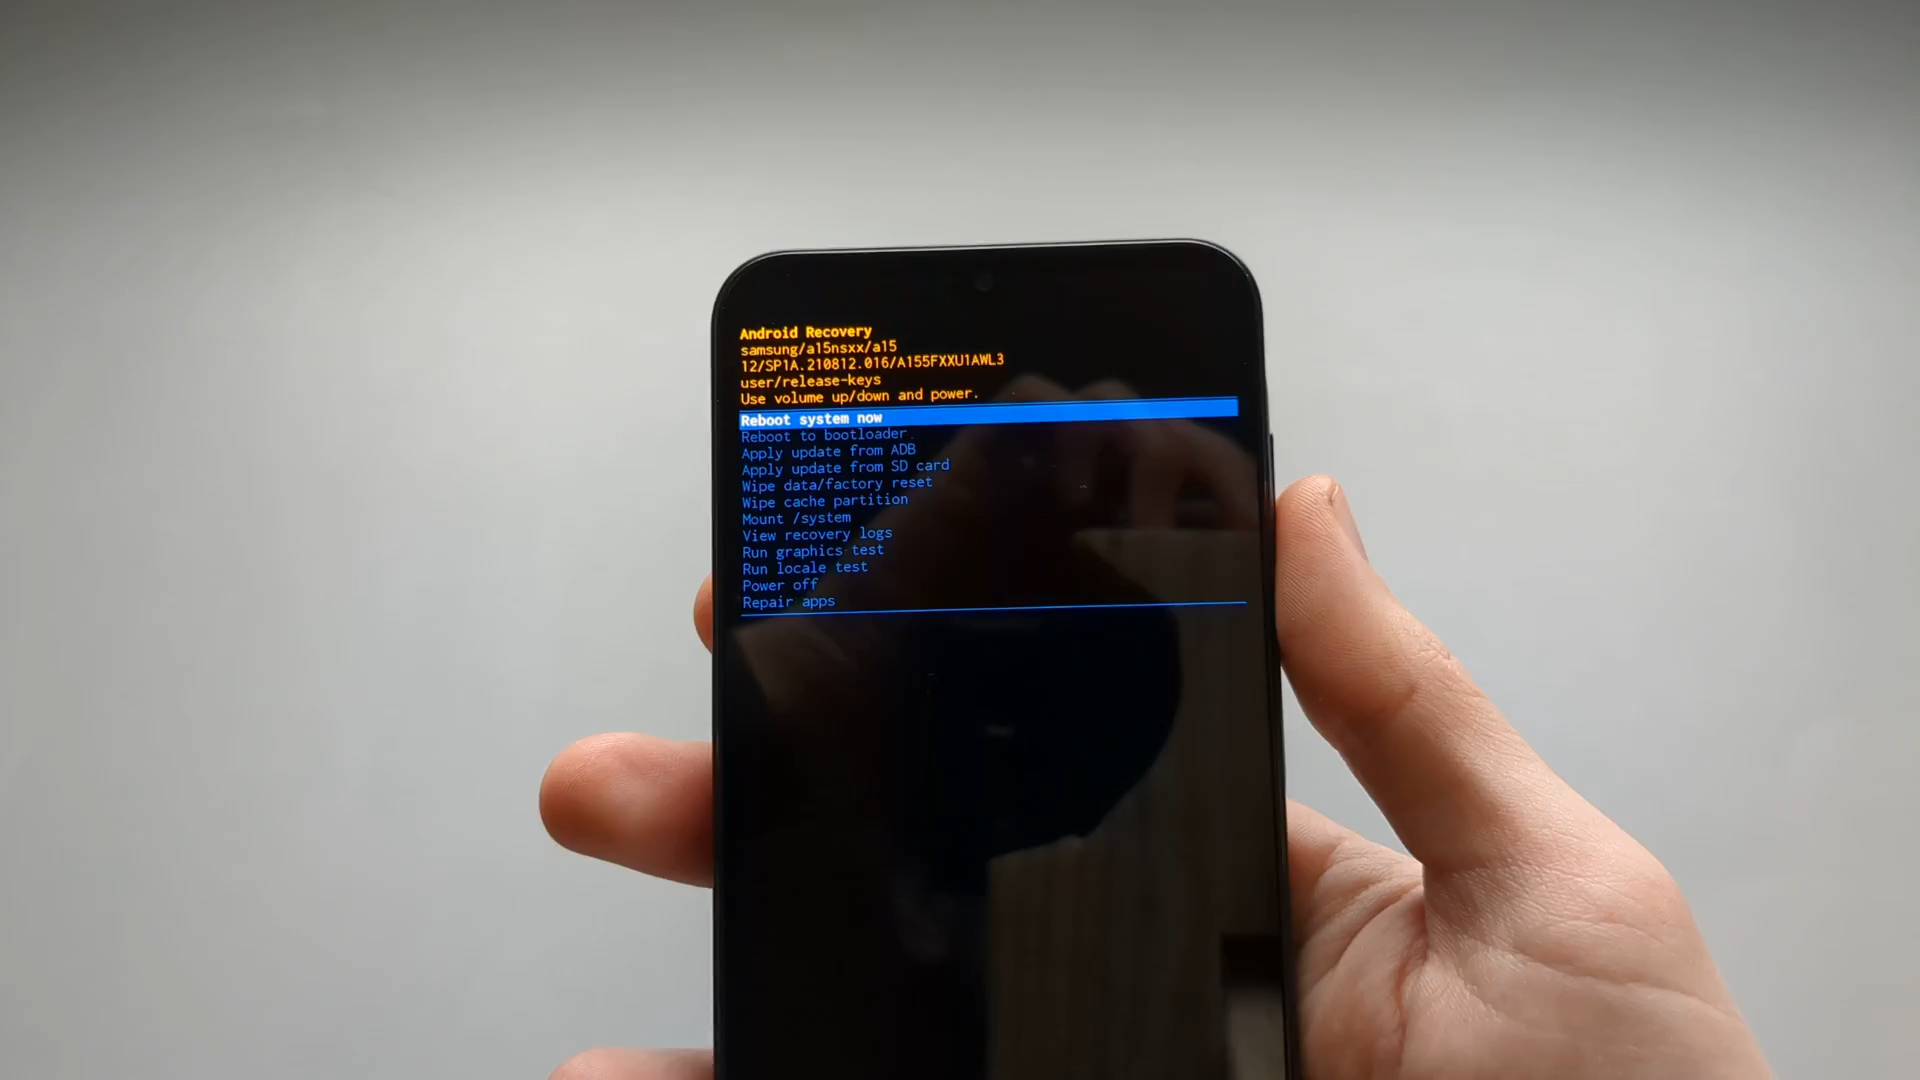 Android Recovery
samsung/a15nsxx/a15
12/SP1A.210812.016/A155FXXU1AWL3
user/release-keys
Use volume up/down and power.
Reboot system now
Reboot to bootloader
Apply update from ADB
Apply update from SD card
Wipe data/factory reset
Wipe cache partition
Mount /system
View recovery logs
Run graphics test
Run locale test
Power off
Repair apps